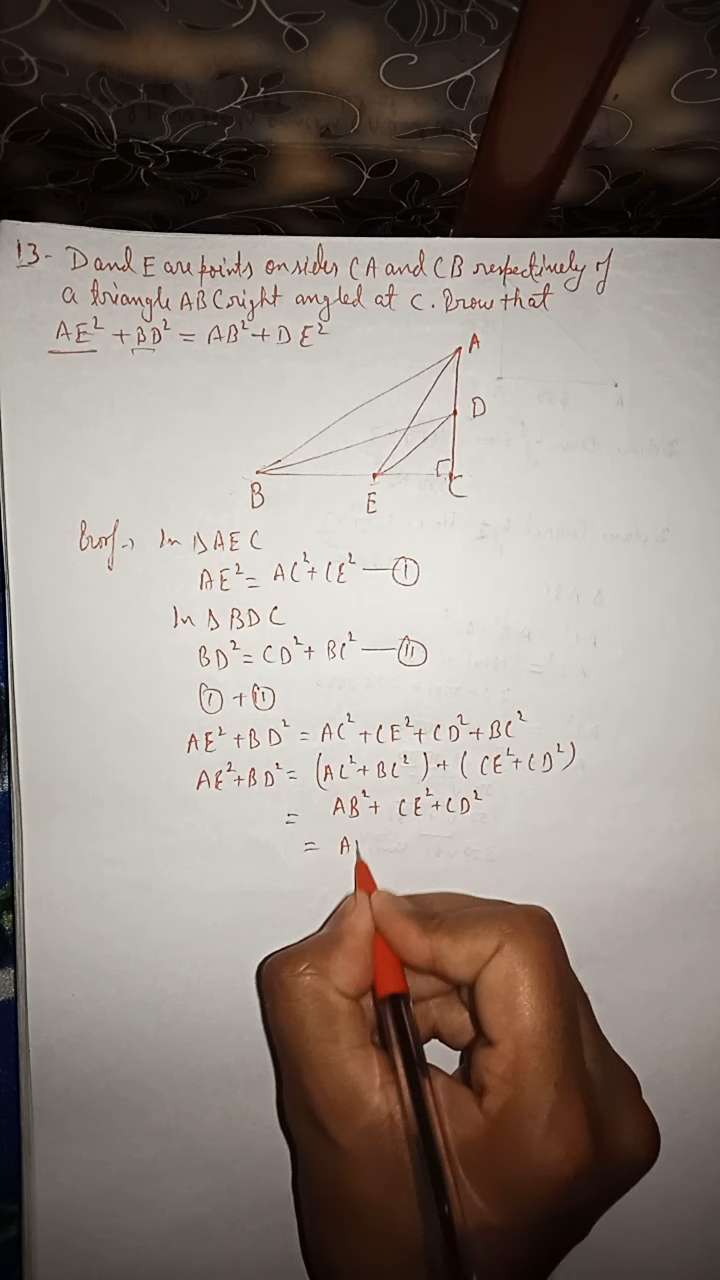 13- D and E are points on sides CA and CB respectively of
a triangle ABC right angled at C. Prove that
AE² + BD² = AB² + DE²
A
D
B
E
C
Proof→ In ΔAEC
AE² = AC² + CE² — (I)
In Δ BDC
BD² = CD² + BC² — (II)
(I) + (II)
AE² + BD² = AC² + CE² + CD² + BC²
AE² + BD² = (AC² + BC²) + (CE² + CD²)
= AB² + CE² + CD²
= A